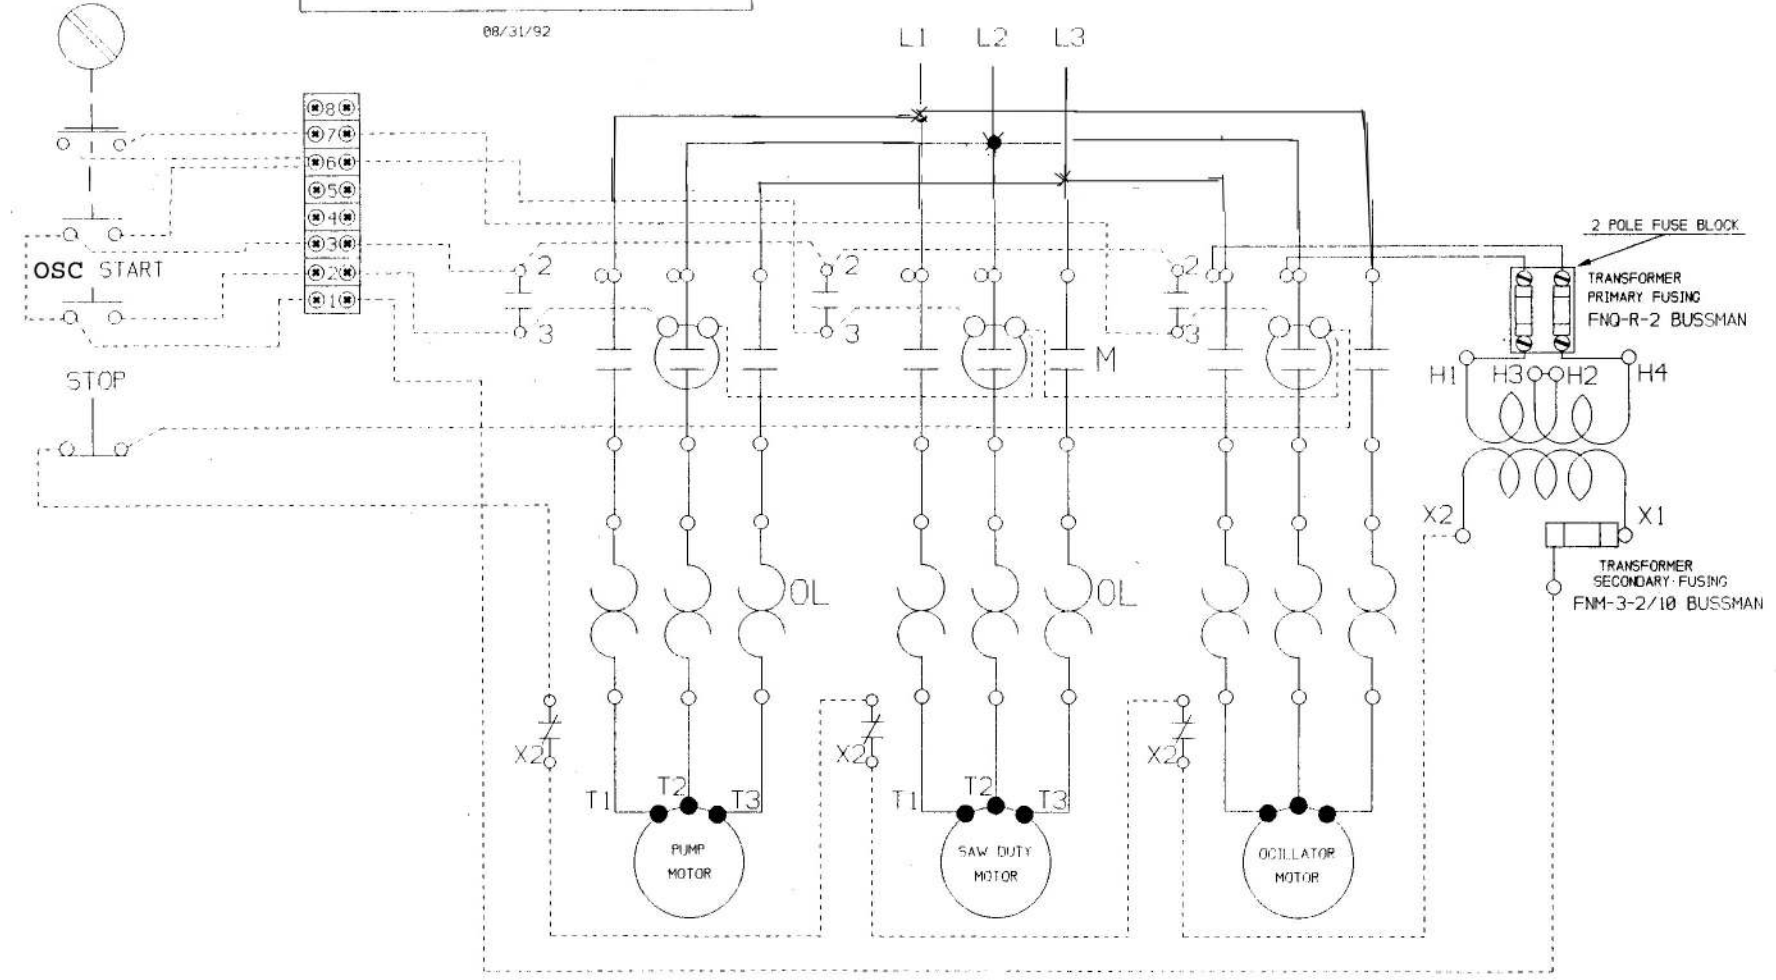 08/31/92
L1 L2 L3
8
7
6
5
4
3
2
1
OSC START
STOP
2
3
2
3
2
3
M
2 POLE FUSE BLOCK
TRANSFORMER
PRIMARY FUSING
FNQ-R-2 BUSSMAN
H1 H3 H2 H4
X2 X1
TRANSFORMER
SECONDARY FUSING
FNM-3-2/10 BUSSMAN
OL OL
X2 X2 X2
T1 T2 T3
T1 T2 T3
PUMP
MOTOR
SAW DUTY
MOTOR
OCILLATOR
MOTOR